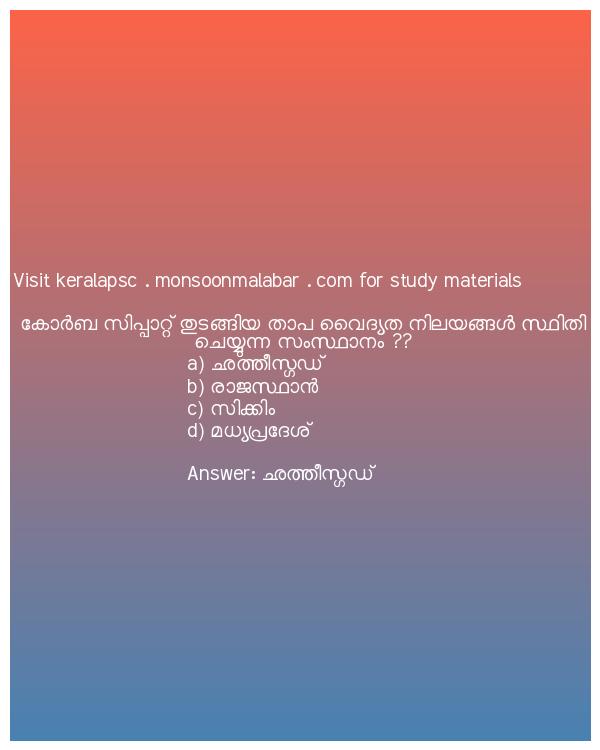 Visit keralapsc . monsoonmalabar . com for study materials
കോർബ സിപ്പാറ്റ് തുടങ്ങിയ താപ വൈദ്യത നിലയങ്ങൾ സ്ഥിതി
ചെയ്യുന്ന സംസ്ഥാനം ??
a) ഛത്തീസ്ഗഡ്
b) രാജസ്ഥാൻ
c) സിക്കിം
d) മധ്യപ്രദേശ്
Answer: ഛത്തീസ്ഗഡ്